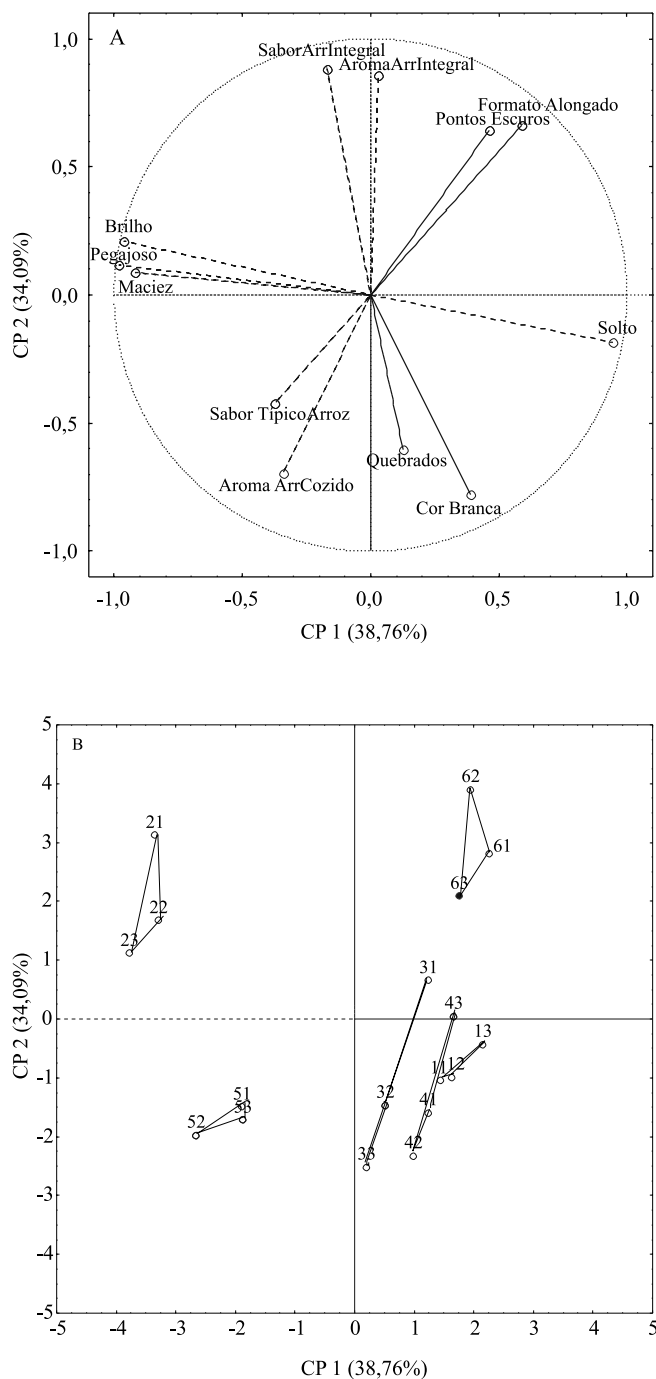 A
SaborArrIntegral
AromaArrIntegral
Formato Alongado
Pontos Escuros
Brilho
Pegajoso
Maciez
Solto
Sabor TípicoArroz
Quebrados
Aroma ArrCozido
Cor Branca
1,0
0,5
0,0
-0,5
-1,0
CP 2 (34,09%)
-1,0 -0,5 0,0 0,5 1,0
CP 1 (38,76%)
B
5
4
3
2
1
0
-1
-2
-3
-4
-5
CP 2 (34,09%)
62
21
61
63
22
23
31
43
13
11 12
51
32
53
41
52
42
33
-5 -4 -3 -2 -1 0 1 2 3 4 5
CP 1 (38,76%)